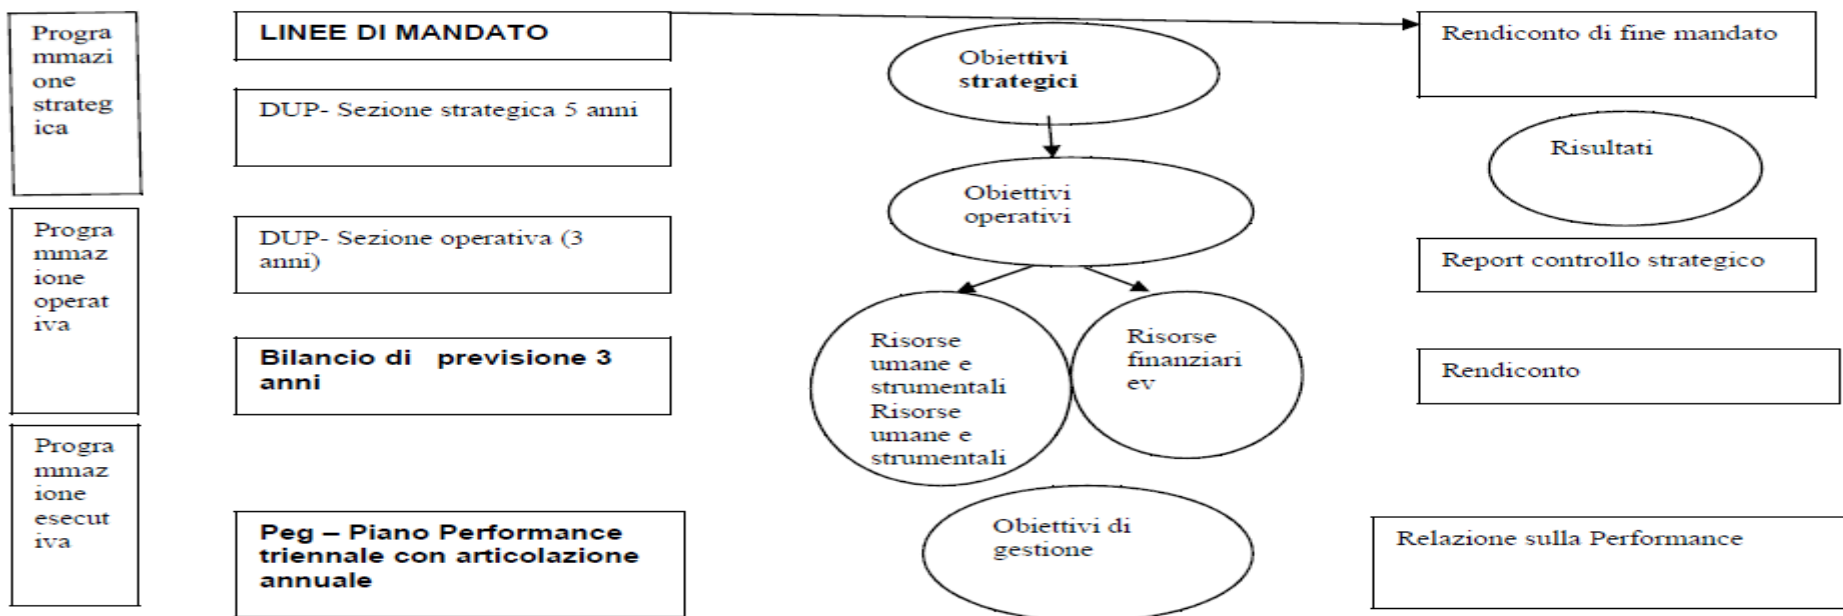 Progra
mmazi
one
strateg
ica
LINEE DI MANDATO
DUP- Sezione strategica 5 anni
Obiettivi
strategici
Rendiconto di fine mandato
Risultati
Progra
mmaz
ione
operat
iva
DUP- Sezione operativa (3
anni)
Bilancio di previsione 3
anni
Obiettivi
operativi
Risorse
umane e
strumentali
Risorse
umane e
strumentali
Risorse
finanziari
ev
Report controllo strategico
Rendiconto
Progra
mmaz
ione
esecut
iva
Peg – Piano Performance
triennale con articolazione
annuale
Obiettivi di
gestione
Relazione sulla Performance